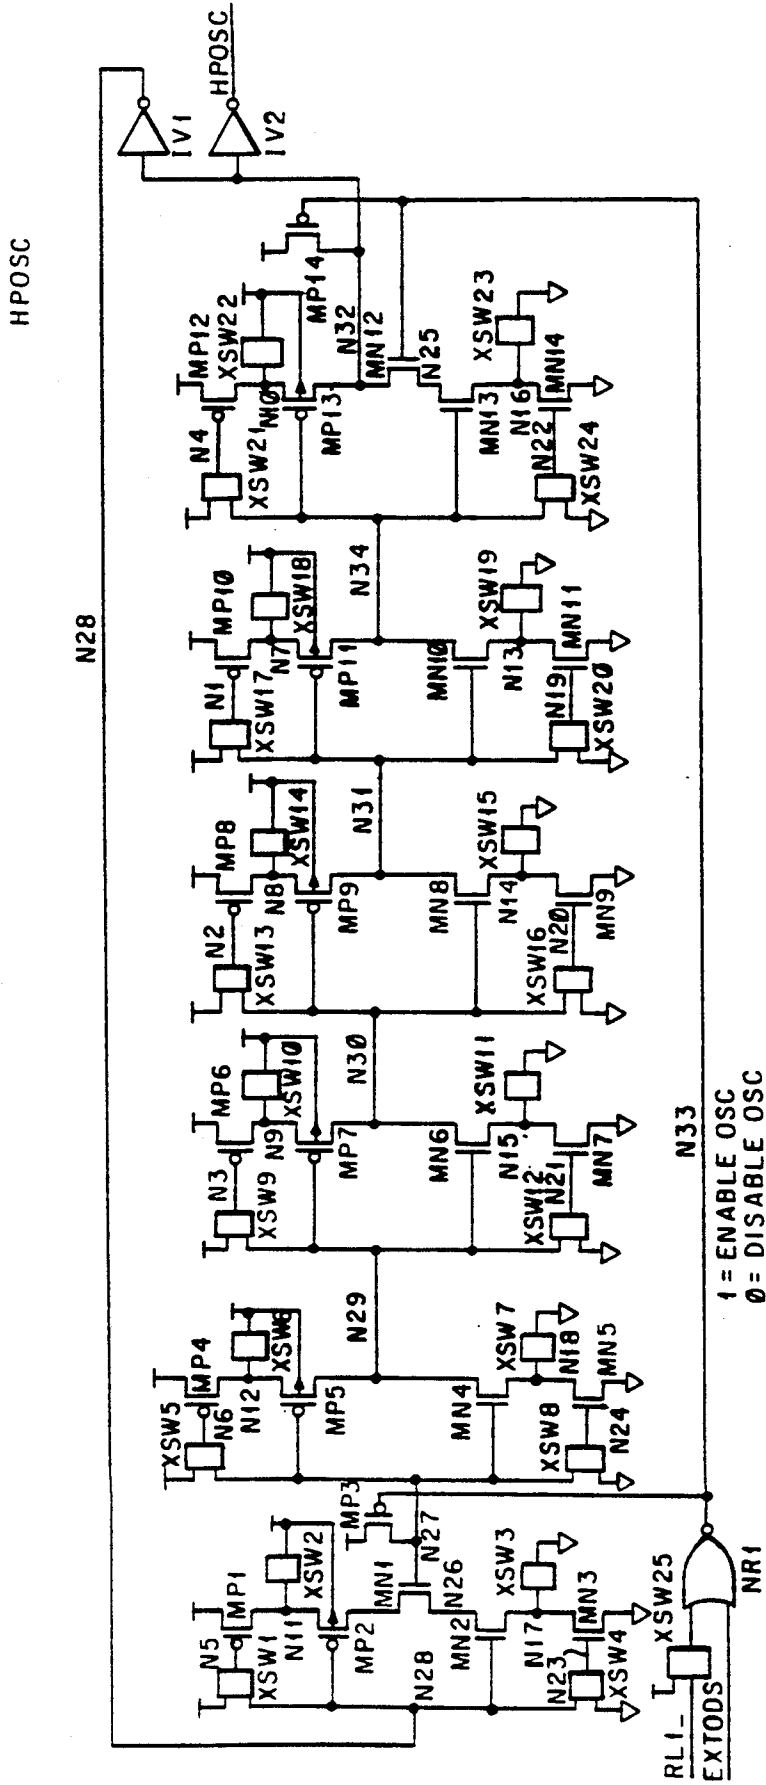 HPOSC
N28
HPOSC
IV1
IV2
MP14
MP12
XSW22
N4
N10
XSW21
MP13
N32
MN12
N25
XSW23
MN13
N16
MN14
N22
XSW24
N34
MP10
N1
N7
XSW18
XSW17
MP11
MN10
XSW19
N13
MN11
N19
XSW20
N31
MP8
N2
N8
XSW14
XSW13
MP9
MN8
XSW15
N14
N20
MN9
XSW16
N30
MP6
N3
N9
XSW10
XSW9
MP7
MN6
XSW11
N15
XSW12
N21
MN7
N29
MP4
XSW5
N6
N12
XSW6
MP5
MN4
XSW7
N18
MN5
XSW8
N24
MP3
N27
MP1
N5
XSW1
N11
XSW2
MP2
MN1
N26
N28
MN2
XSW3
N17
MN3
N23
XSW4
N33
1=ENABLE OSC
0=DISABLE OSC
XSW25
NR1
RL1_
EXTODS